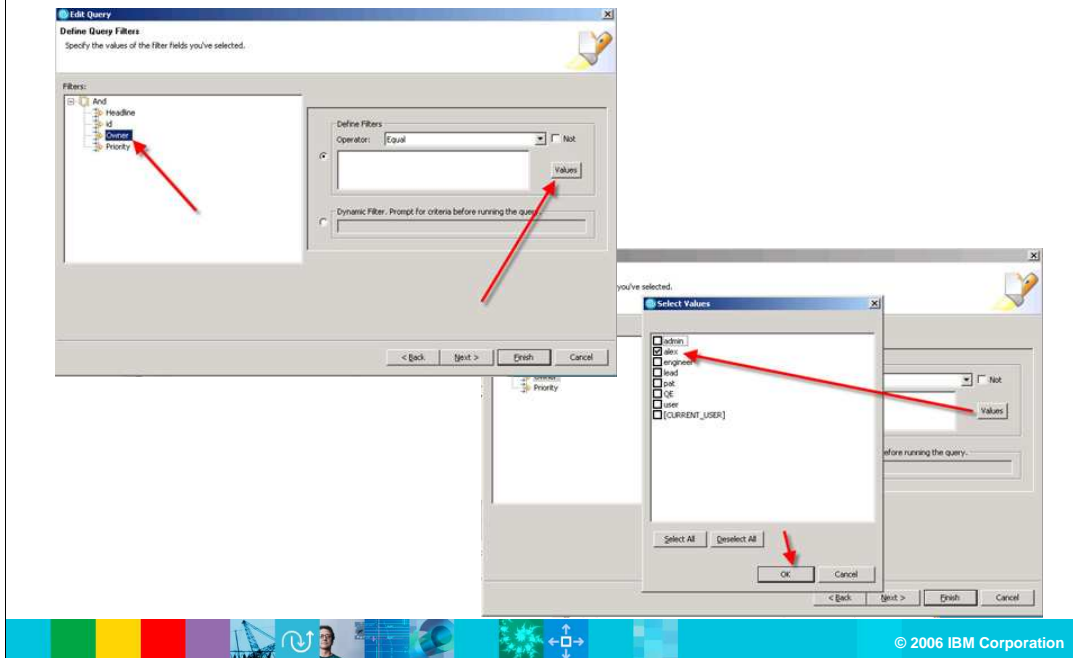 Edit Query
Define Query Filters
Specify the values of the filter fields you've selected.
Filters:
And
Headline
id
Owner
Priority
Define Filters
Operator: Equal Not
Values
Dynamic Filter. Prompt for criteria before running the query.
< Back Next > Finish Cancel
you've selected.
Select Values
admin
alex
engineer
lead
pat
QE
user
[CURRENT_USER]
Priority
Not
Values
efore running the query.
Select All Deselect All
OK Cancel
< Back Next > Finish Cancel
© 2006 IBM Corporation